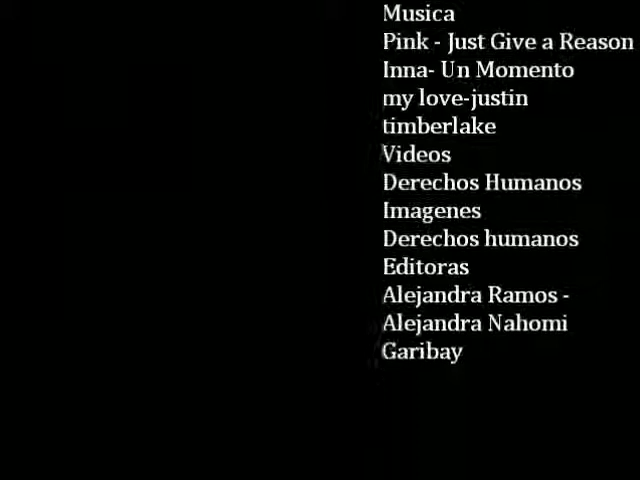 Musica
Pink - Just Give a Reason
Inna- Un Momento
my love-justin
timberlake
Videos
Derechos Humanos
Imagenes
Derechos humanos
Editoras
Alejandra Ramos -
Alejandra Nahomi
Garibay